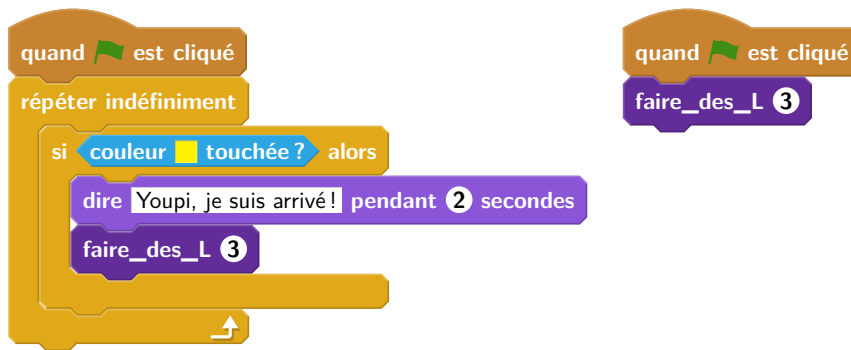 quand est cliqué
répéter indéfiniment
si couleur touchée ? alors
dire Youpi, je suis arrivé ! pendant 2 secondes
faire_des_L 3
quand est cliqué
faire_des_L 3